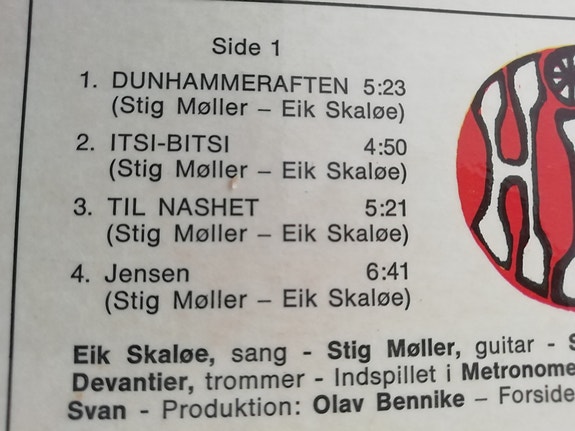 Side 1
1. DUNHAMMERAFTEN 5:23
(Stig Møller – Eik Skaløe)
2. ITSI-BITSI 4:50
(Stig Møller – Eik Skaløe)
3. TIL NASHET 5:21
(Stig Møller – Eik Skaløe)
4. Jensen 6:41
(Stig Møller – Eik Skaløe)
Eik Skaløe, sang - Stig Møller, guitar -
Devantier, trommer - Indspillet i Metronome
Svan - Produktion: Olav Bennike – Forside